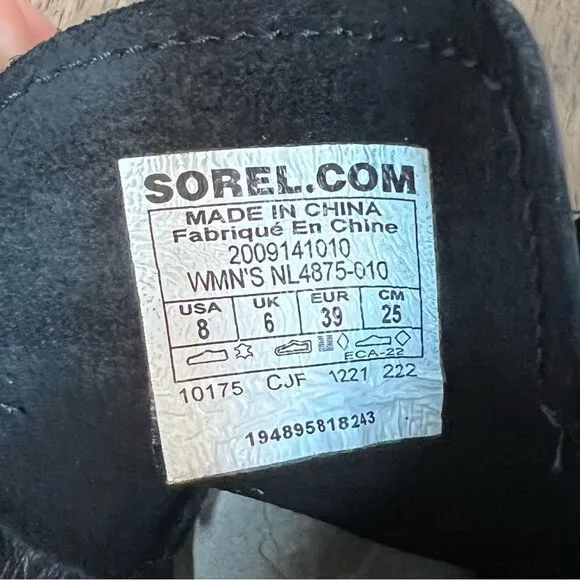 SOREL.COM
MADE IN CHINA
Fabriqué En Chine
2009141010
WMN'S NL4875-010
USA UK EUR CM
8 6 39 25
ECA-22
10175 CJF 1221 222
194895818243